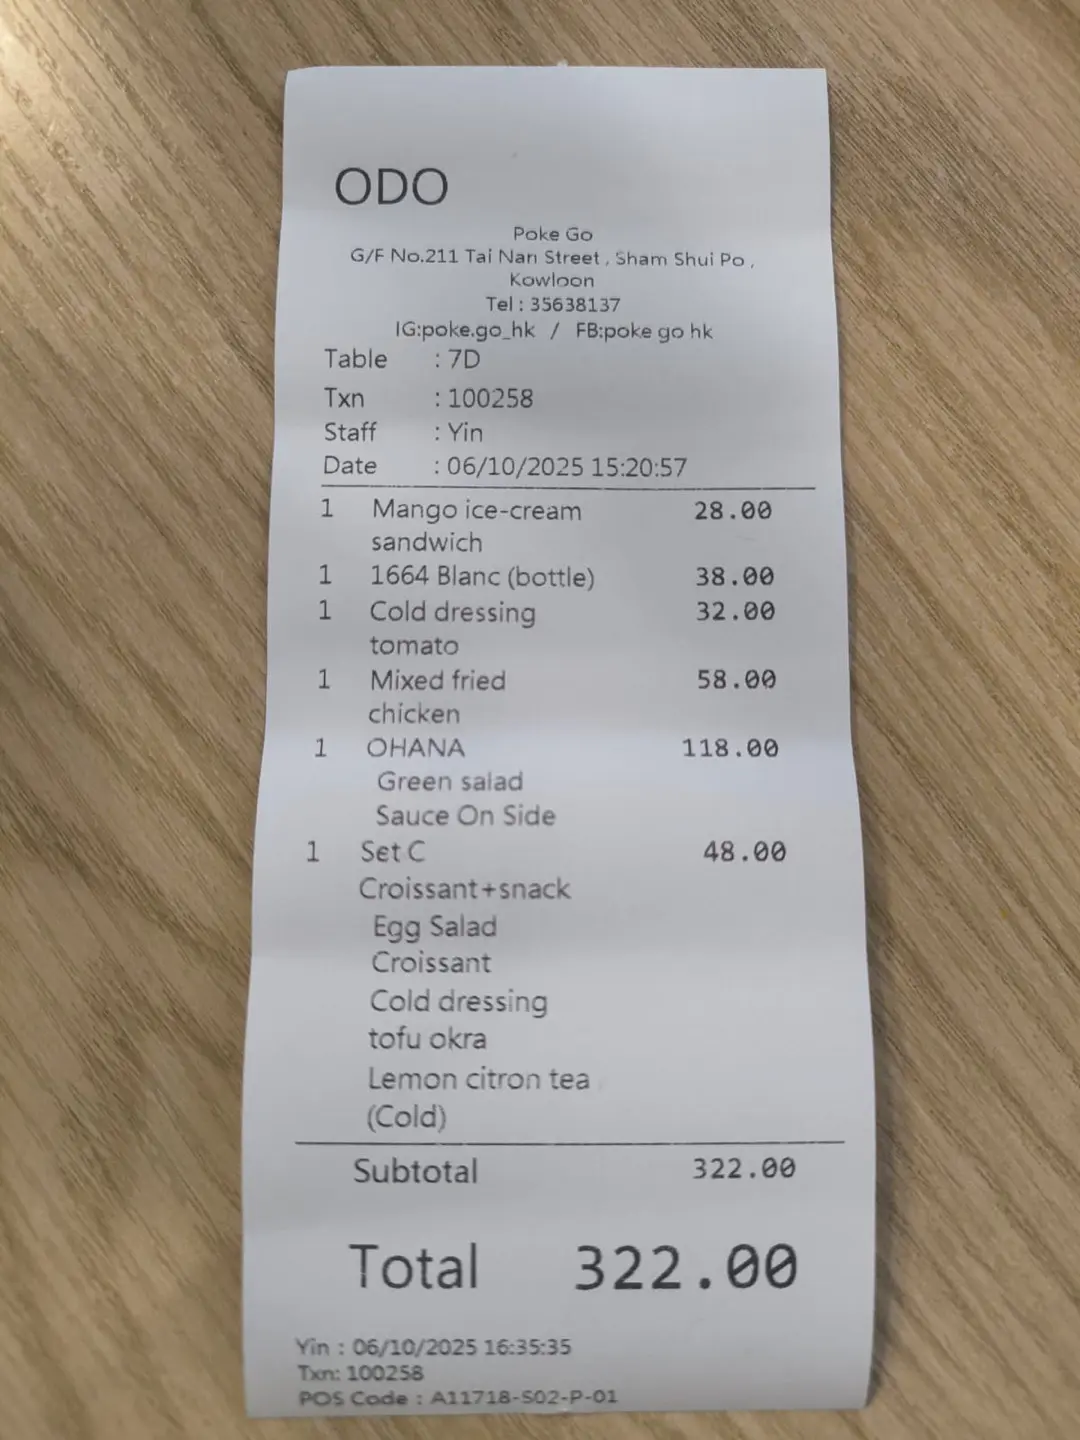 ODO
Poke Go
G/F No.211 Tai Nan Street , Sham Shui Po ,
Kowloon
Tel : 35638137
IG:poke.go_hk / FB:poke go hk
Table : 7D
Txn : 100258
Staff : Yin
Date : 06/10/2025 15:20:57
1 Mango ice-cream 28.00
sandwich
1 1664 Blanc (bottle) 38.00
1 Cold dressing 32.00
tomato
1 Mixed fried 58.00
chicken
1 OHANA 118.00
Green salad
Sauce On Side
1 Set C 48.00
Croissant+snack
Egg Salad
Croissant
Cold dressing
tofu okra
Lemon citron tea
(Cold)
Subtotal 322.00
Total 322.00
Yin : 06/10/2025 16:35:35
Txn: 100258
POS Code : A11718-S02-P-01